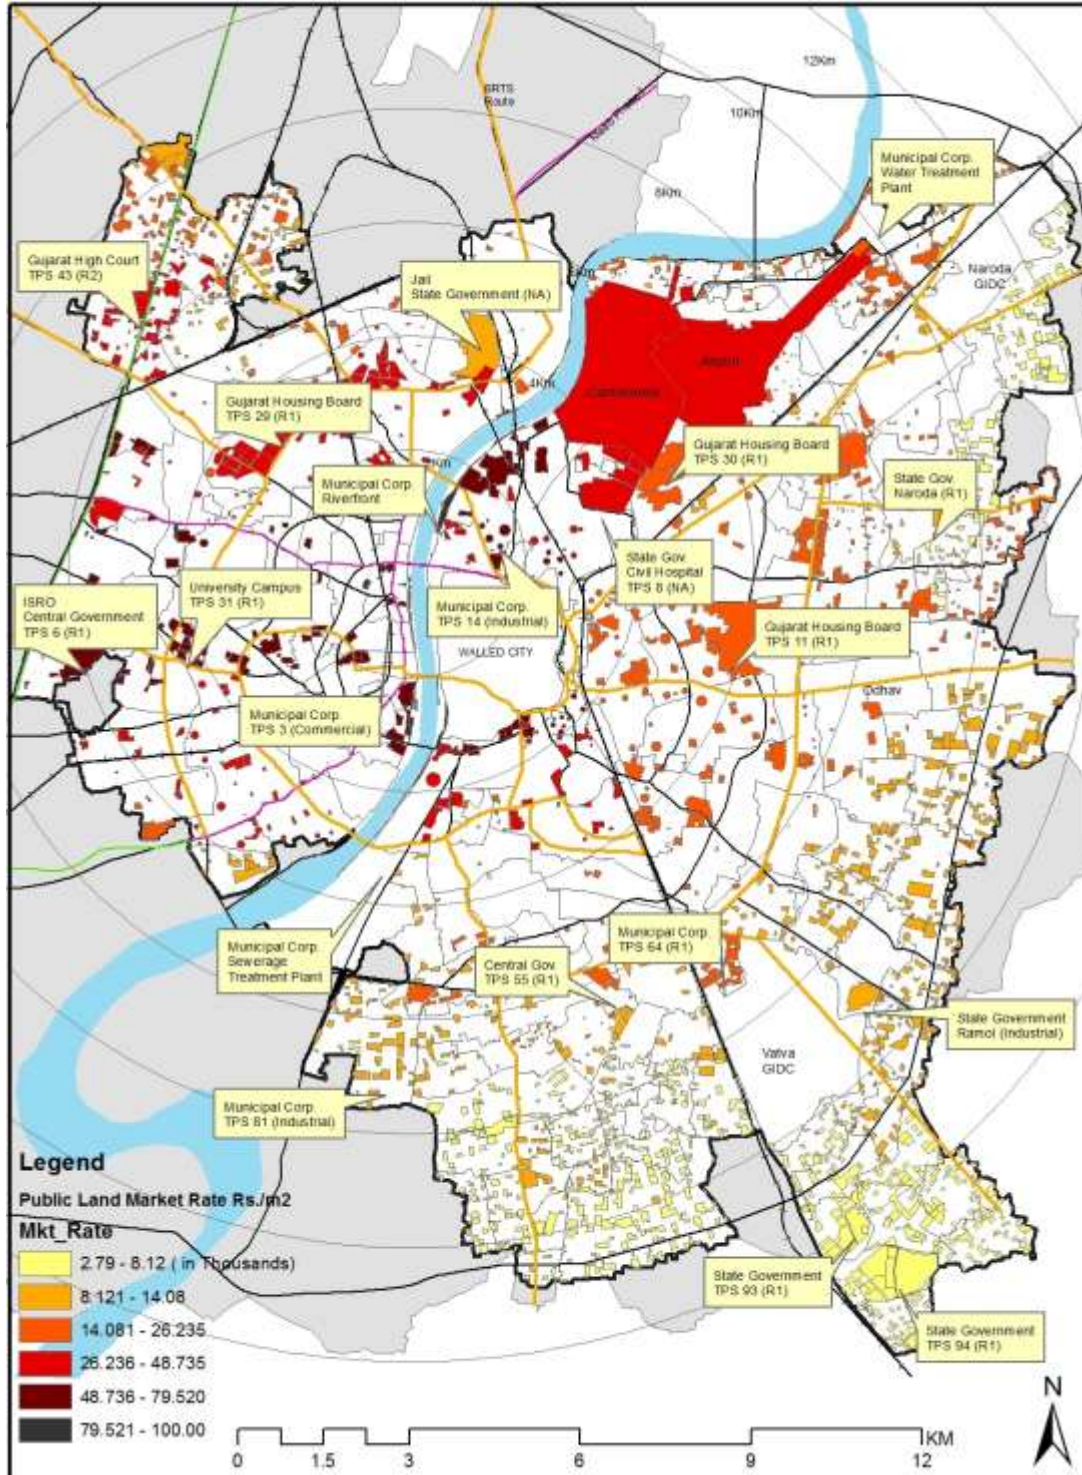 12Km
BRTS
Route
10Km
8Km
Municipal Corp.
Water Treatment
Plant
Gujarat High Court
TPS 43 (R2)
Jail
State Government (NA)
Naroda
GIDC
Airport
4Km
Gujarat Housing Board
TPS 29 (R1)
Gujarat Housing Board
TPS 30 (R1)
Municipal Corp.
Riverfront
State Gov.
Naroda (R1)
ISRO
Central Government
TPS 6 (R1)
University Campus
TPS 31 (R1)
Municipal Corp.
TPS 14 (Industrial)
State Gov.
Civil Hospital
TPS 8 (NA)
WALLED CITY
Gujarat Housing Board
TPS 11 (R1)
Odhav
Municipal Corp.
TPS 3 (Commercial)
Municipal Corp.
Sewerage
Treatment Plant
Central Gov.
TPS 55 (R1)
Municipal Corp.
TPS 64 (R1)
State Government
Ramol (Industrial)
Vatva
GIDC
Municipal Corp.
TPS 81 (Industrial)
State Government
TPS 93 (R1)
State Government
TPS 94 (R1)
Legend
Public Land Market Rate Rs./m2
Mkt_Rate
2.79 - 8.12 ( in Thousands)
8.121 - 14.08
14.081 - 26.235
26.236 - 48.735
48.736 - 79.520
79.521 - 100.00
N
KM
0 1.5 3 6 9 12